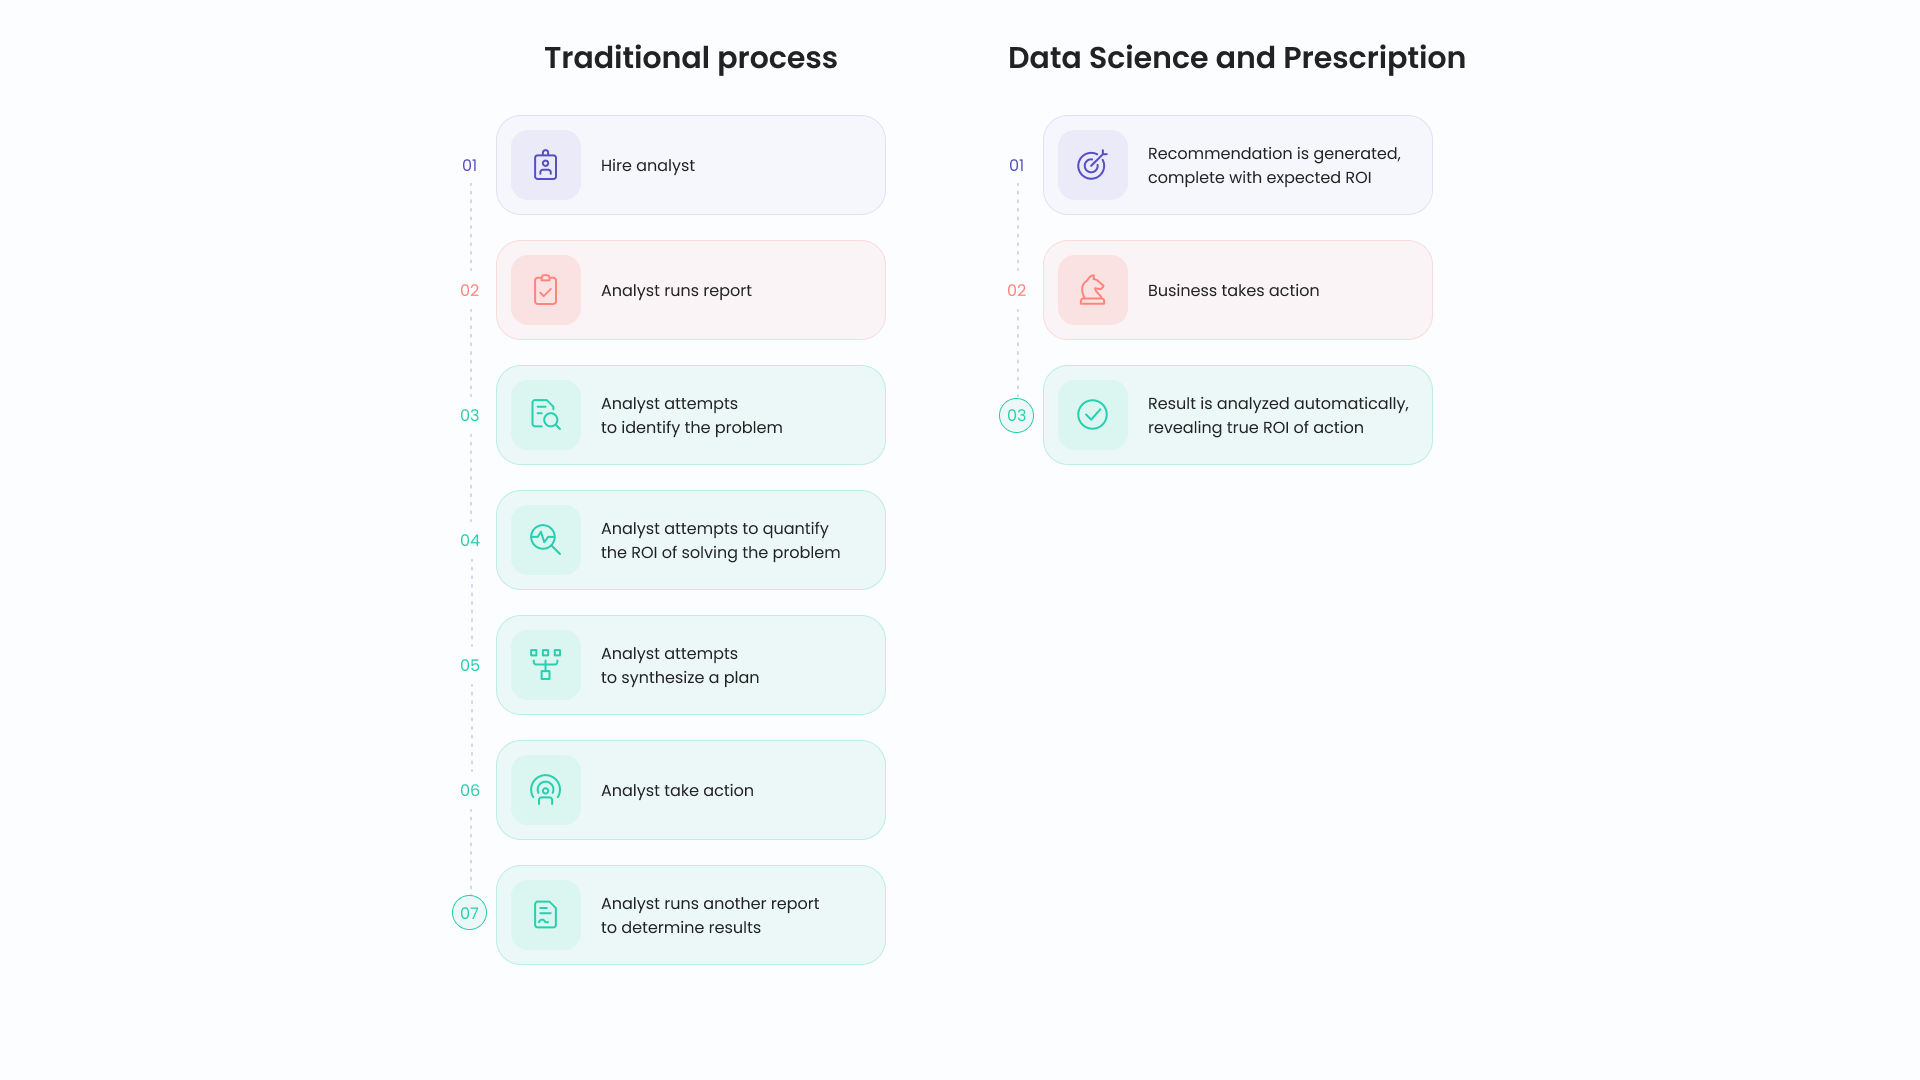 Traditional process
01
Hire analyst
02
Analyst runs report
03
Analyst attempts
to identify the problem
04
Analyst attempts to quantify
the ROI of solving the problem
05
Analyst attempts
to synthesize a plan
06
Analyst take action
07
Analyst runs another report
to determine results
Data Science and Prescription
01
Recommendation is generated,
complete with expected ROI
02
Business takes action
03
Result is analyzed automatically,
revealing true ROI of action